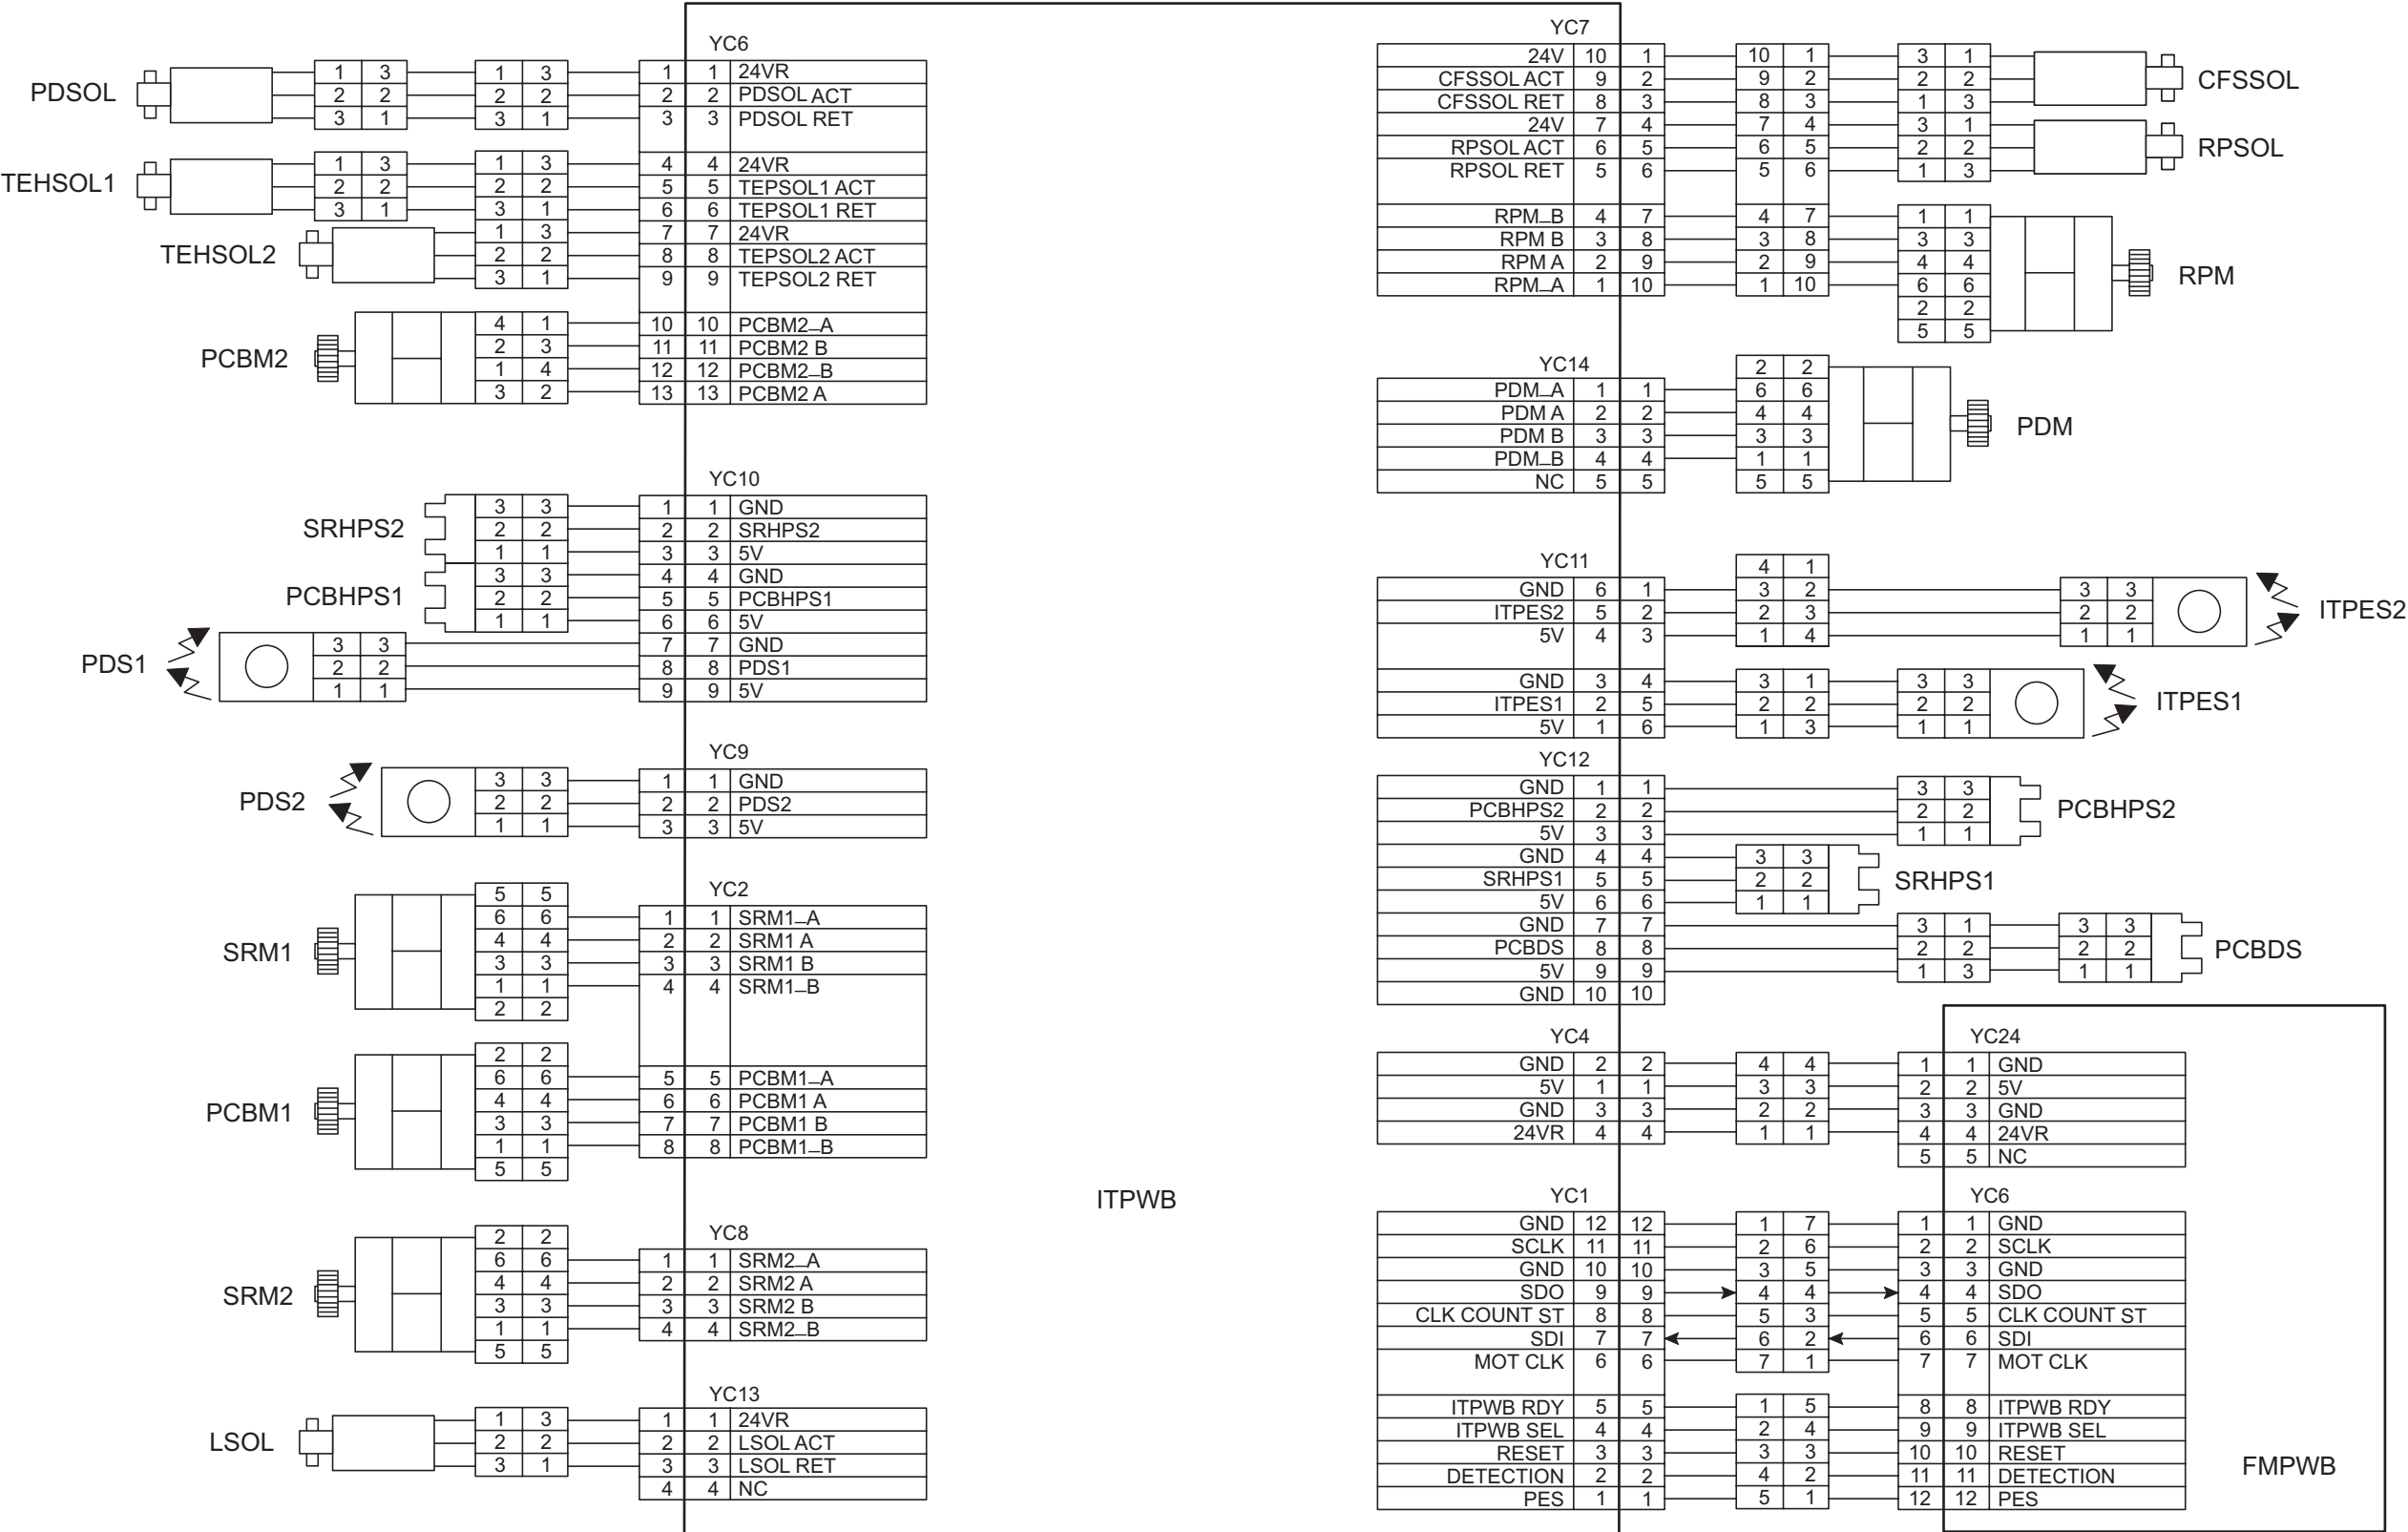 YC6
PDSOL
1 3 1 3 1 1 24VR
2 2 2 2 2 2 PDSOL ACT
3 1 3 1 3 3 PDSOL RET
TEHSOL1
1 3 1 3 4 4 24VR
2 2 2 2 5 5 TEPSOL1 ACT
3 1 3 1 6 6 TEPSOL1 RET
TEHSOL2
1 3 7 7 24VR
2 2 8 8 TEPSOL2 ACT
3 1 9 9 TEPSOL2 RET
PCBM2
4 1 10 10 PCBM2_A
2 3 11 11 PCBM2 B
1 4 12 12 PCBM2_B
3 2 13 13 PCBM2 A
YC10
SRHPS2
3 3 1 1 GND
2 2 2 2 SRHPS2
1 1 3 3 5V
PCBHPS1
3 3 4 4 GND
2 2 5 5 PCBHPS1
1 1 6 6 5V
PDS1
3 3 7 7 GND
2 2 8 8 PDS1
1 1 9 9 5V
YC9
PDS2
3 3 1 1 GND
2 2 2 2 PDS2
1 1 3 3 5V
YC2
SRM1
5 5
6 6 1 1 SRM1_A
4 4 2 2 SRM1 A
3 3 3 3 SRM1 B
1 1 4 4 SRM1_B
2 2
PCBM1
2 2
6 6 5 5 PCBM1_A
4 4 6 6 PCBM1 A
3 3 7 7 PCBM1 B
1 1 8 8 PCBM1_B
5 5
YC8
SRM2
2 2
6 6 1 1 SRM2_A
4 4 2 2 SRM2 A
3 3 3 3 SRM2 B
1 1 4 4 SRM2_B
5 5
YC13
LSOL
1 3 1 1 24VR
2 2 2 2 LSOL ACT
3 1 3 3 LSOL RET
4 4 NC
ITPWB
YC7
24V 10 1 10 1 3 1
CFSSOL ACT 9 2 9 2 2 2
CFSSOL RET 8 3 8 3 1 3
CFSSOL
24V 7 4 7 4 3 1
RPSOL ACT 6 5 6 5 2 2
RPSOL RET 5 6 5 6 1 3
RPSOL
RPM_B 4 7 4 7 1 1
RPM B 3 8 3 8 3 3
RPM A 2 9 2 9 4 4
RPM_A 1 10 1 10 6 6
2 2
5 5
RPM
YC14
2 2
PDM_A 1 1 6 6
PDM A 2 2 4 4
PDM B 3 3 3 3
PDM_B 4 4 1 1
NC 5 5 5 5
PDM
YC11
4 1
GND 6 1 3 2 3 3
ITPES2 5 2 2 3 2 2
5V 4 3 1 4 1 1
ITPES2
GND 3 4 3 1 3 3
ITPES1 2 5 2 2 2 2
5V 1 6 1 3 1 1
ITPES1
YC12
GND 1 1 3 3
PCBHPS2 2 2 2 2
5V 3 3 1 1
PCBHPS2
GND 4 4 3 3
SRHPS1 5 5 2 2
5V 6 6 1 1
SRHPS1
GND 7 7 3 1 3 3
PCBDS 8 8 2 2 2 2
5V 9 9 1 3 1 1
GND 10 10
PCBDS
YC4 YC24
GND 2 2 4 4 1 1 GND
5V 1 1 3 3 2 2 5V
GND 3 3 2 2 3 3 GND
24VR 4 4 1 1 4 4 24VR
5 5 NC
YC1 YC6
GND 12 12 1 7 1 1 GND
SCLK 11 11 2 6 2 2 SCLK
GND 10 10 3 5 3 3 GND
SDO 9 9 4 4 4 4 SDO
CLK COUNT ST 8 8 5 3 5 5 CLK COUNT ST
SDI 7 7 6 2 6 6 SDI
MOT CLK 6 6 7 1 7 7 MOT CLK
ITPWB RDY 5 5 1 5 8 8 ITPWB RDY
ITPWB SEL 4 4 2 4 9 9 ITPWB SEL
RESET 3 3 3 3 10 10 RESET
DETECTION 2 2 4 2 11 11 DETECTION
PES 1 1 5 1 12 12 PES
FMPWB